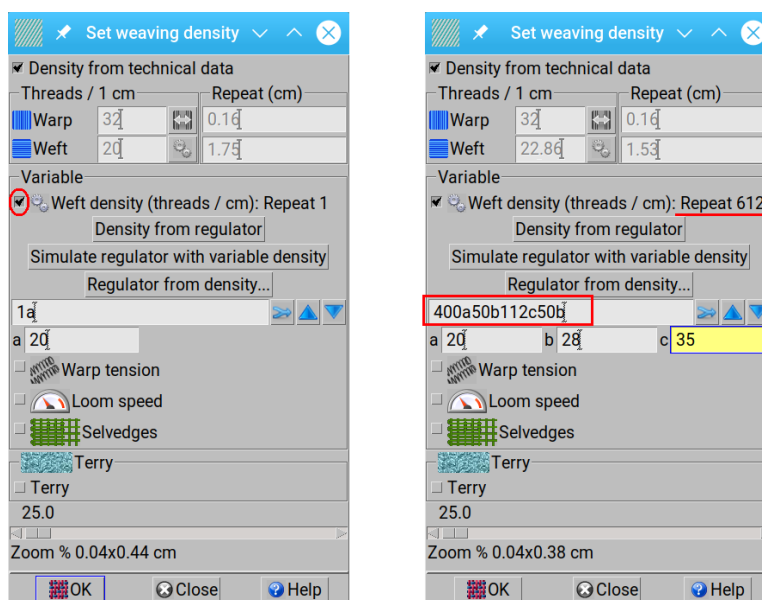 Set weaving density
Density from technical data
Threads / 1 cm
Repeat (cm)
Warp 32 0.16
Weft 20 1.75
Variable
Weft density (threads / cm): Repeat 1
Density from regulator
Simulate regulator with variable density
Regulator from density...
1a
a 20
Warp tension
Loom speed
Selvedges
Terry
Terry
25.0
Zoom % 0.04x0.44 cm
OK Close Help
Set weaving density
Density from technical data
Threads / 1 cm
Repeat (cm)
Warp 32 0.16
Weft 22.86 1.53
Variable
Weft density (threads / cm): Repeat 612
Density from regulator
Simulate regulator with variable density
Regulator from density...
400a50b112c50b
a 20 b 28 c 35
Warp tension
Loom speed
Selvedges
Terry
Terry
25.0
Zoom % 0.04x0.38 cm
OK Close Help